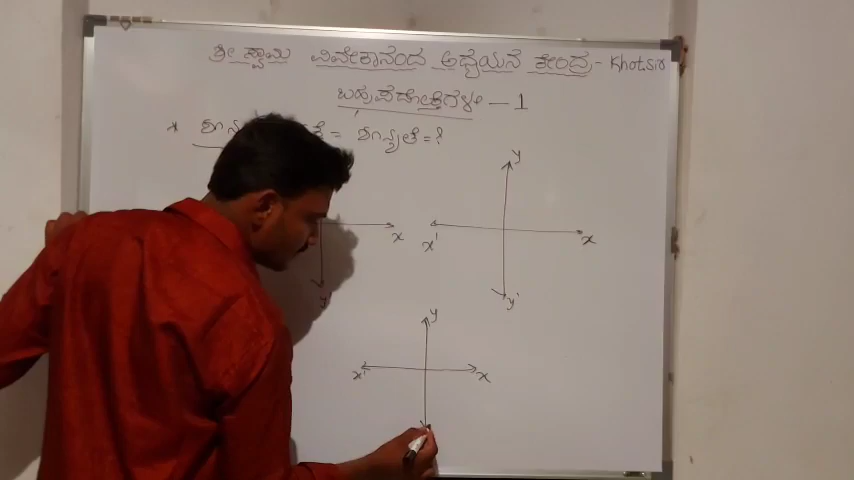 ಶ್ರೀ ಸ್ವಾಮಿ ವಿವೇಕಾನಂದ ಅಧ್ಯಯನ ಕೇಂದ್ರ - Khot.sir
ಬಹುಪದೋಕ್ತಿಗಳು - 1
* ಶೂನ್ಯತೆ = ?
y
x x' x
y' y'
y
x' x